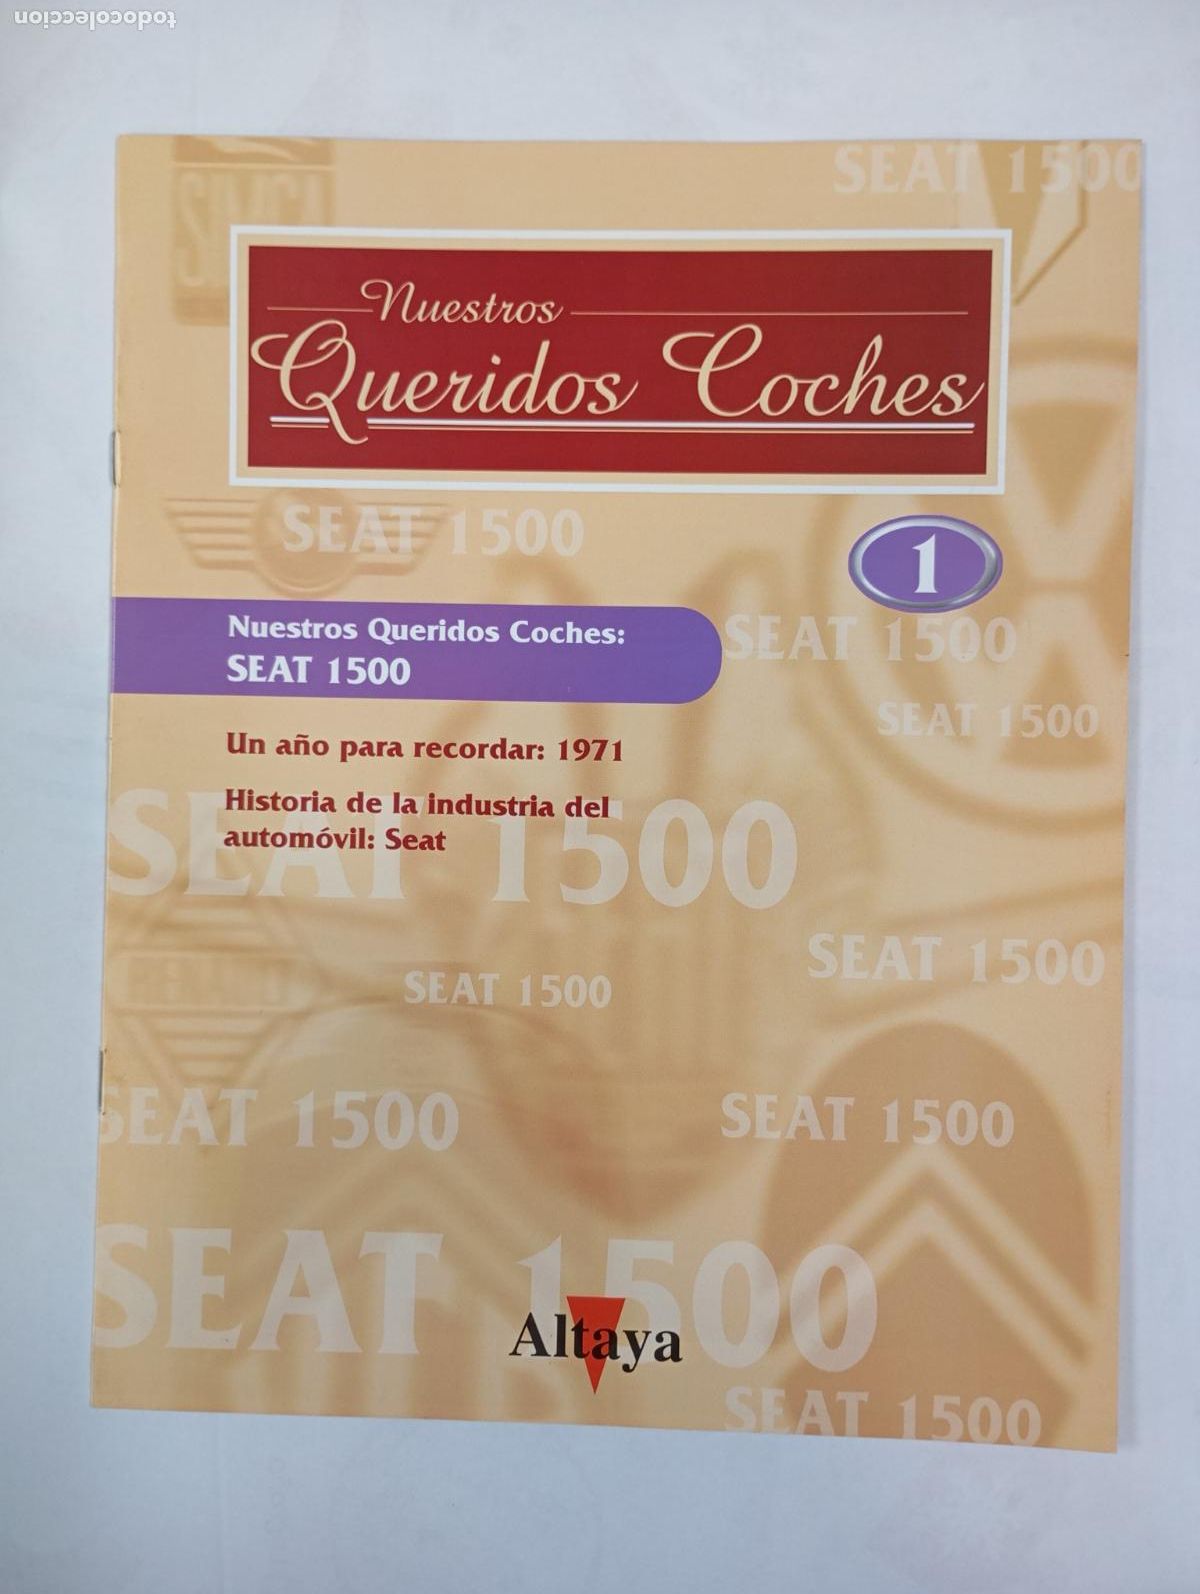 todocoleccion
SEAT 1500
SIMCA
Nuestros
Queridos Coches
SEAT 1500
1
Nuestros Queridos Coches:
SEAT 1500
SEAT 1500
SEAT 1500
Un año para recordar: 1971
Historia de la industria del
automóvil: Seat
SEAT 1500
SEAT 1500
SEAT 1500
SEAT 1500
SEAT 1500
SEAT 1500
Altaya
SEAT 1500